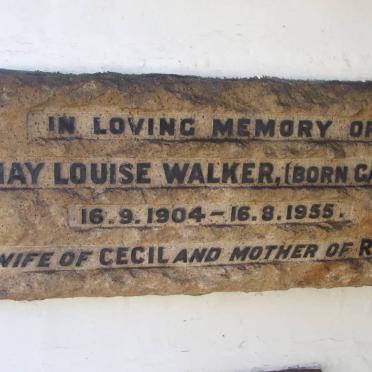 IN LOVING MEMORY OF
MAY LOUISE WALKER, (BORN CA
16.9.1904 – 16.8.1955.
WIFE OF CECIL AND MOTHER OF R